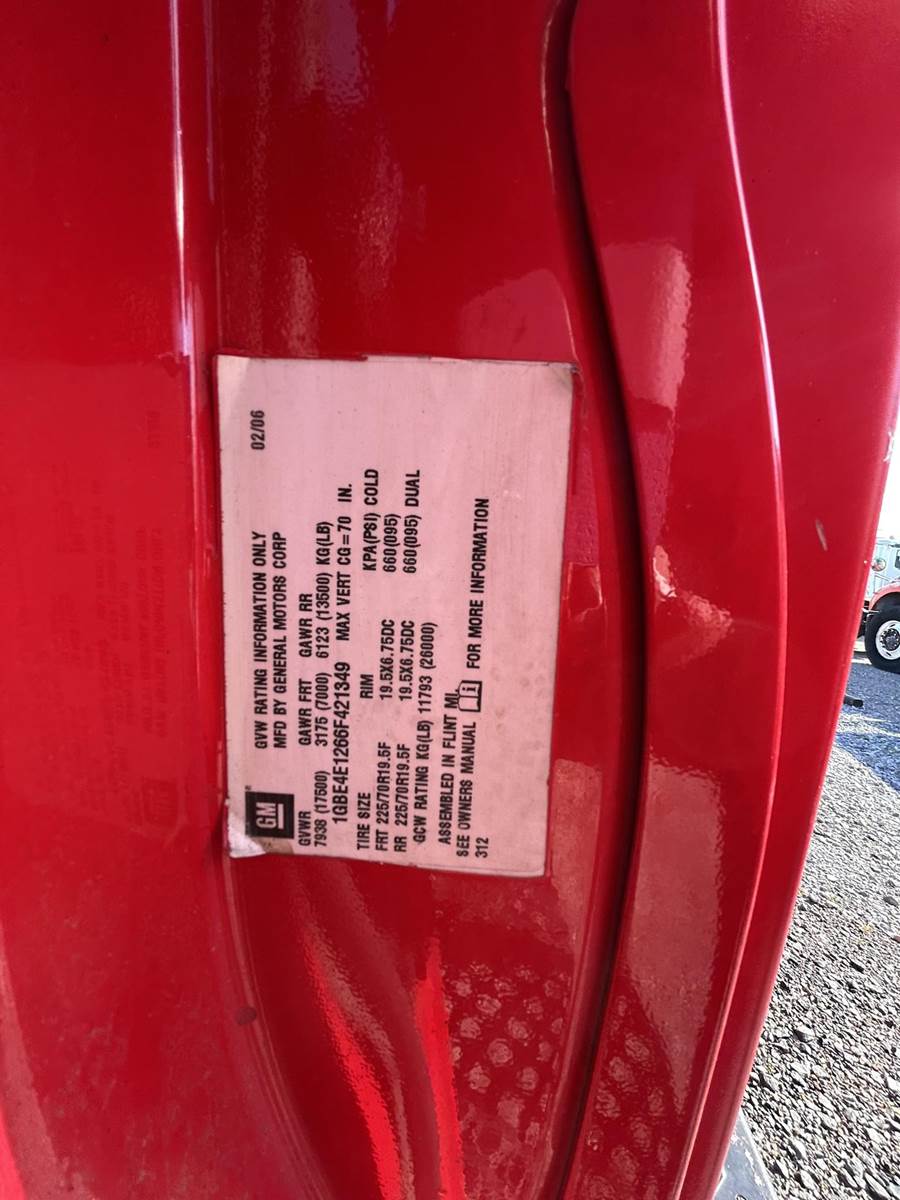 GM
GVW RATING INFORMATION ONLY 02/06
MFD BY GENERAL MOTORS CORP
GVWR GAWR FRT GAWR RR
7938 (17500) 3175 (7000) 6123 (13500) KG(LB)
1GBE4E1266F421349 MAX VERT CG=70 IN.
TIRE SIZE RIM KPA(PSI) COLD
FRT 225/70R19.5F 19.5X6.75DC 660(095)
RR 225/70R19.5F 19.5X6.75DC 660(095) DUAL
GCW RATING KG(LB) 11793 (26000)
ASSEMBLED IN FLINT MI.
SEE OWNERS MANUAL i FOR MORE INFORMATION
312